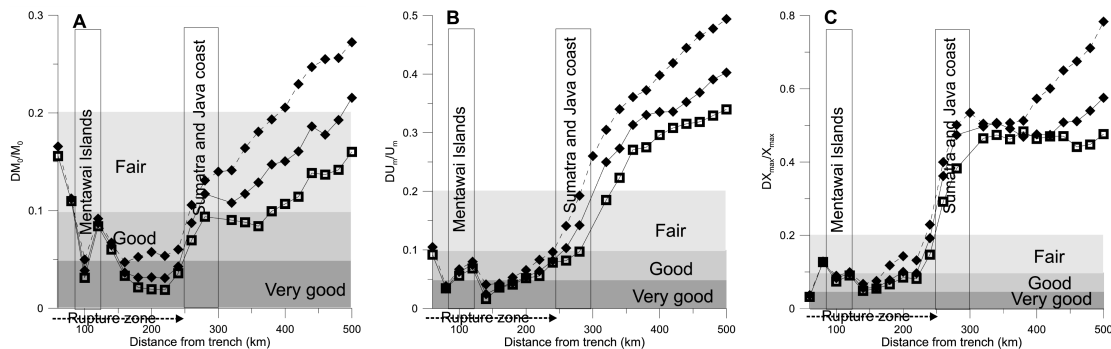 A
0.3
0.2
0.1
0
DM₀/M₀
Mentawai Islands
Sumatra and Java coast
Fair
Good
Very good
100
200
300
400
500
Rupture zone
Distance from trench (km)
B
0.5
0.4
0.3
0.2
0.1
0
DUₘ/Uₘ
Mentawai Islands
Sumatra and Java coast
Fair
Good
Very good
100
200
300
400
500
Rupture zone
Distance from trench (km)
C
0.8
0.6
0.4
0.2
0.0
DXmax/Xmax
Mentawai Islands
Sumatra and Java coast
Fair
Good
Very good
100
200
300
400
500
Rupture zone
Distance from trench (km)